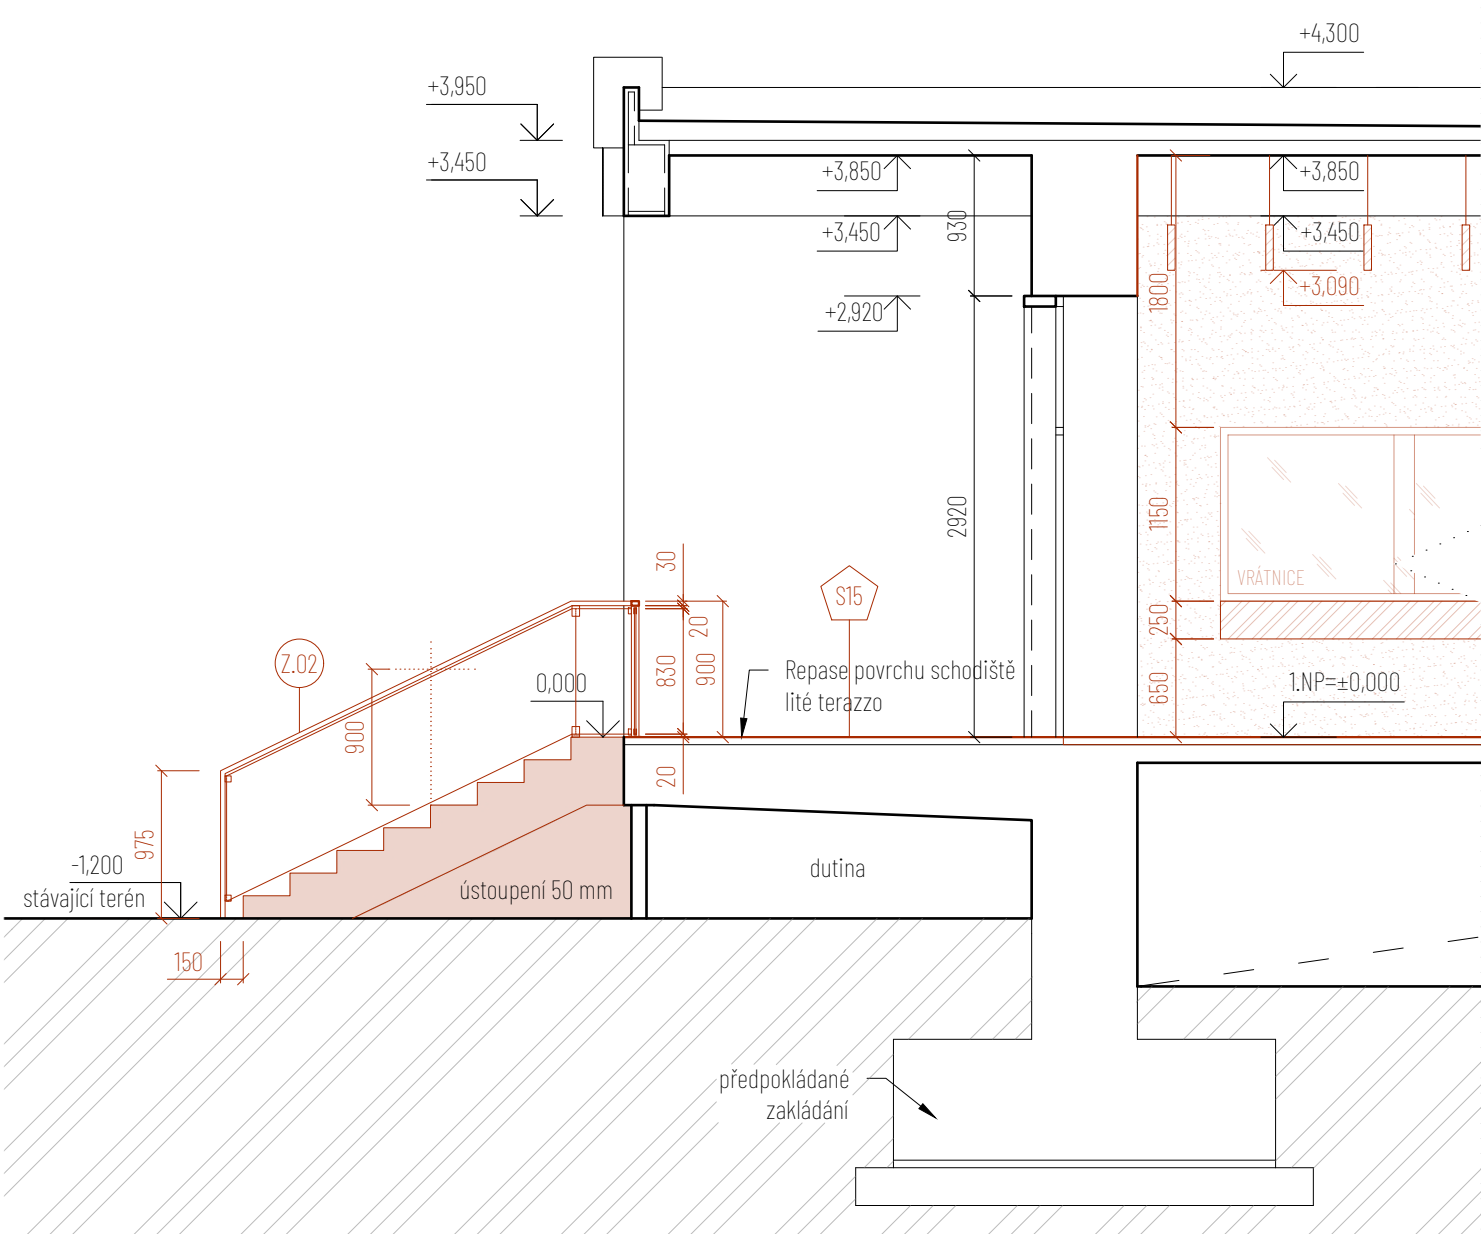 +4,300
+3,950
+3,450
+3,850
+3,850
+3,450
930
+3,450
+3,090
1800
+2,920
2920
1150
VRÁTNICE
30
S15
20
250
Z.02
830
900
Repase povrchu schodiště
lité terazzo
0,000
650
1.NP=±0,000
900
20
975
-1,200
stávající terén
ústoupení 50 mm
dutina
150
předpokládané
zakládání